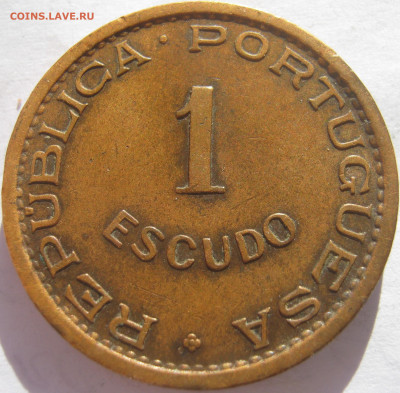 COINS.LAVE.RU
REPUBLICA · PORTUGUESA
1
ESCUDO